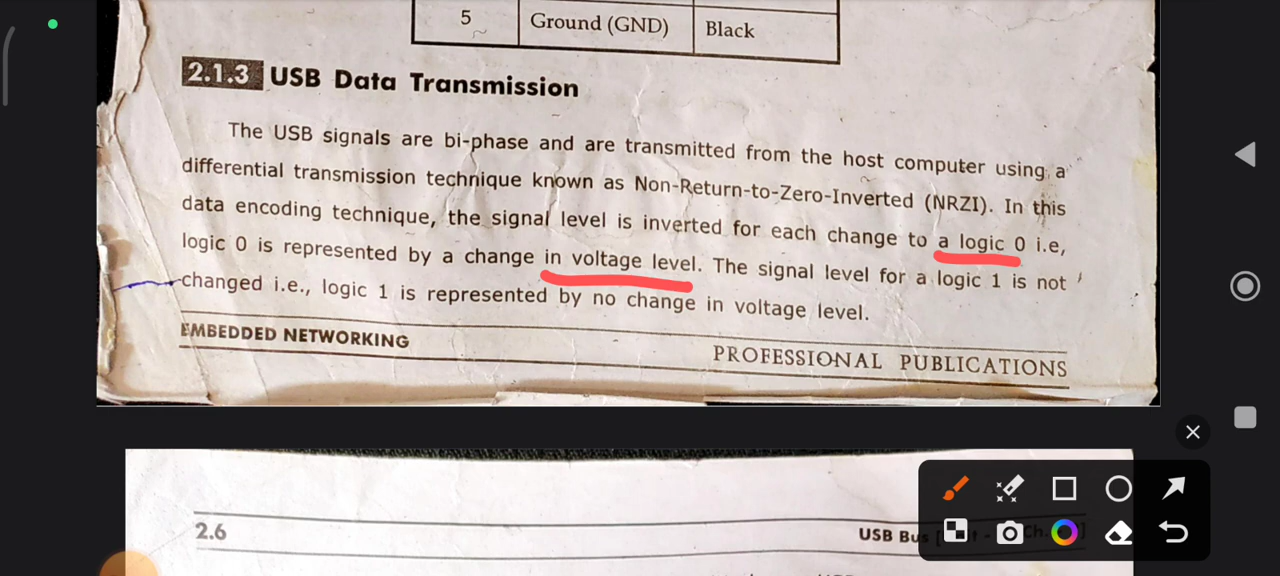 5 Ground (GND) Black
2.1.3 USB Data Transmission
The USB signals are bi-phase and are transmitted from the host computer using a
differential transmission technique known as Non-Return-to-Zero-Inverted (NRZI). In this
data encoding technique, the signal level is inverted for each change to a logic 0 i.e,
logic 0 is represented by a change in voltage level. The signal level for a logic 1 is not
changed i.e., logic 1 is represented by no change in voltage level.
EMBEDDED NETWORKING PROFESSIONAL PUBLICATIONS
2.6 USB